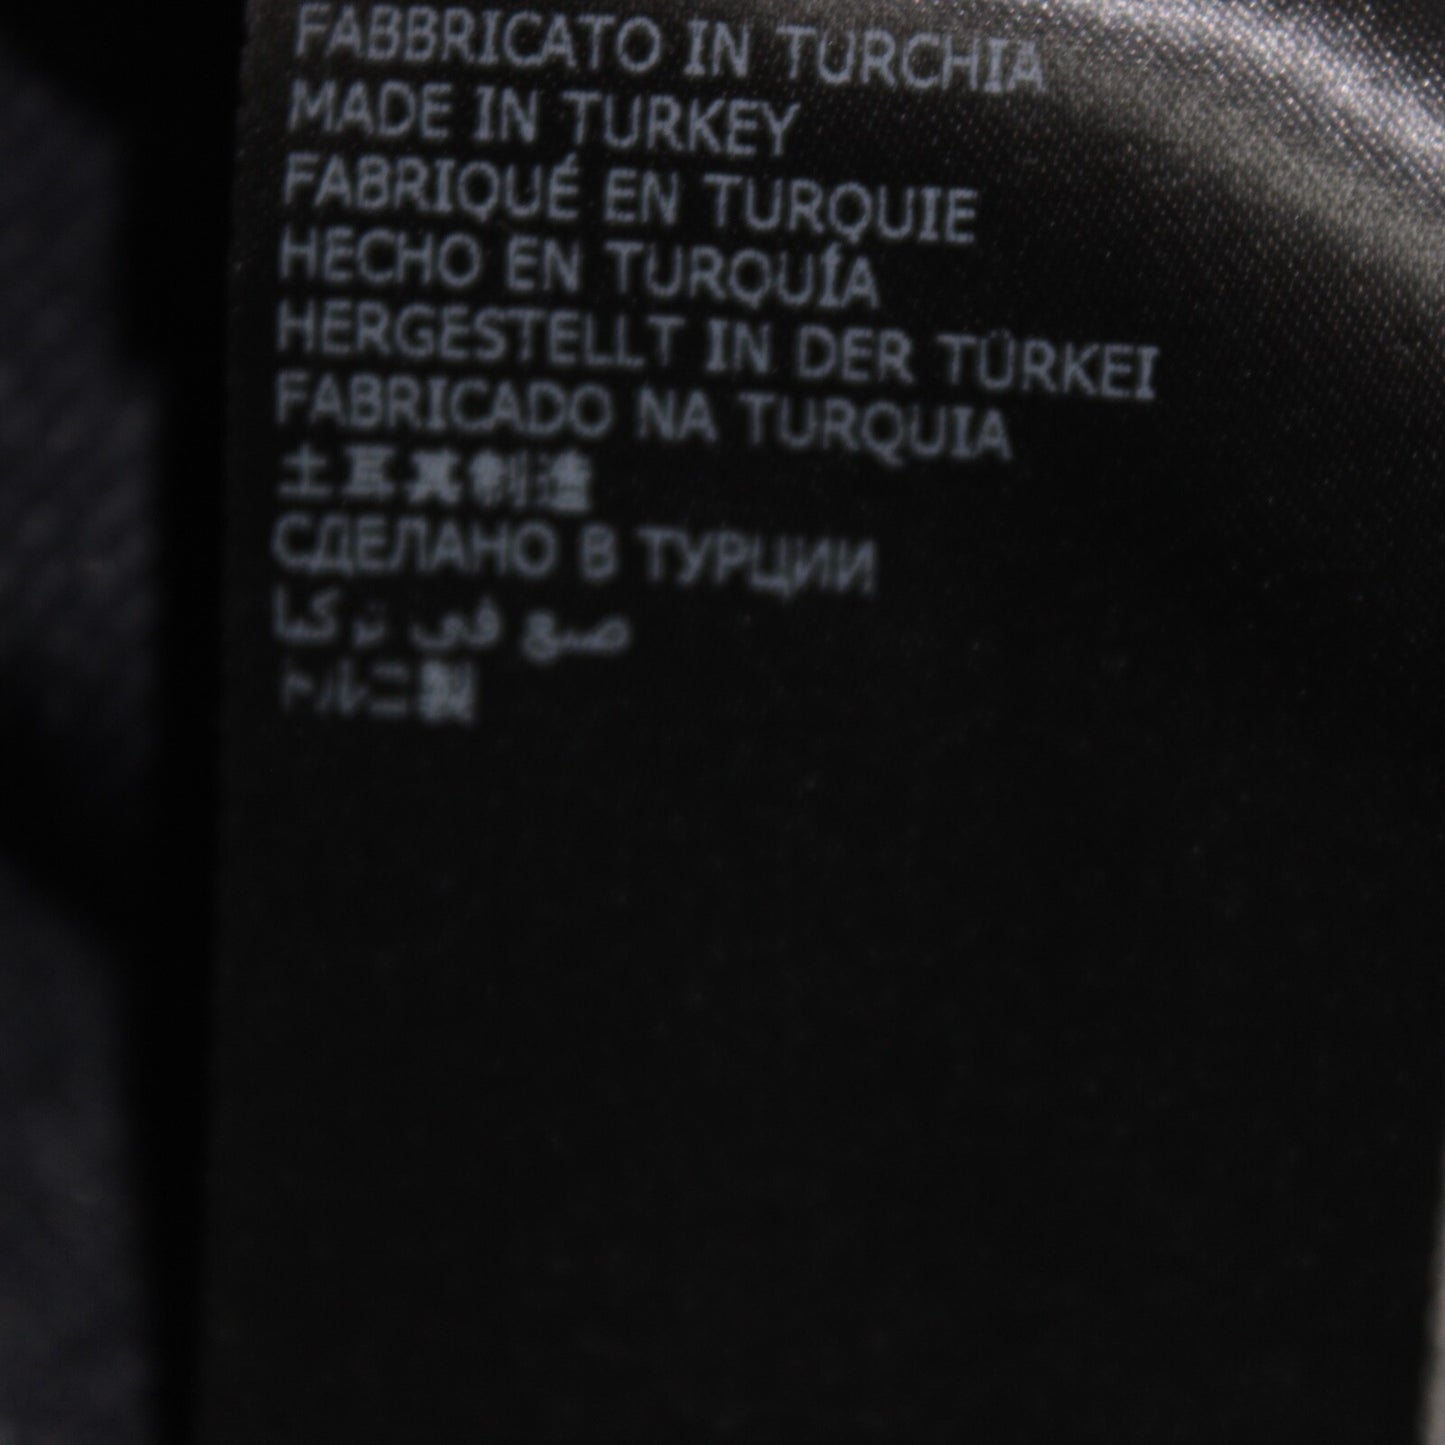 FABBRICATO IN TURCHIA
MADE IN TURKEY
FABRIQUÉ EN TURQUIE
HECHO EN TURQUÍA
HERGESTELLT IN DER TÜRKEI
FABRICADO NA TURQUIA
土耳其制造
СДЕЛАНО В ТУРЦИИ
صنع في تركيا
トルコ製